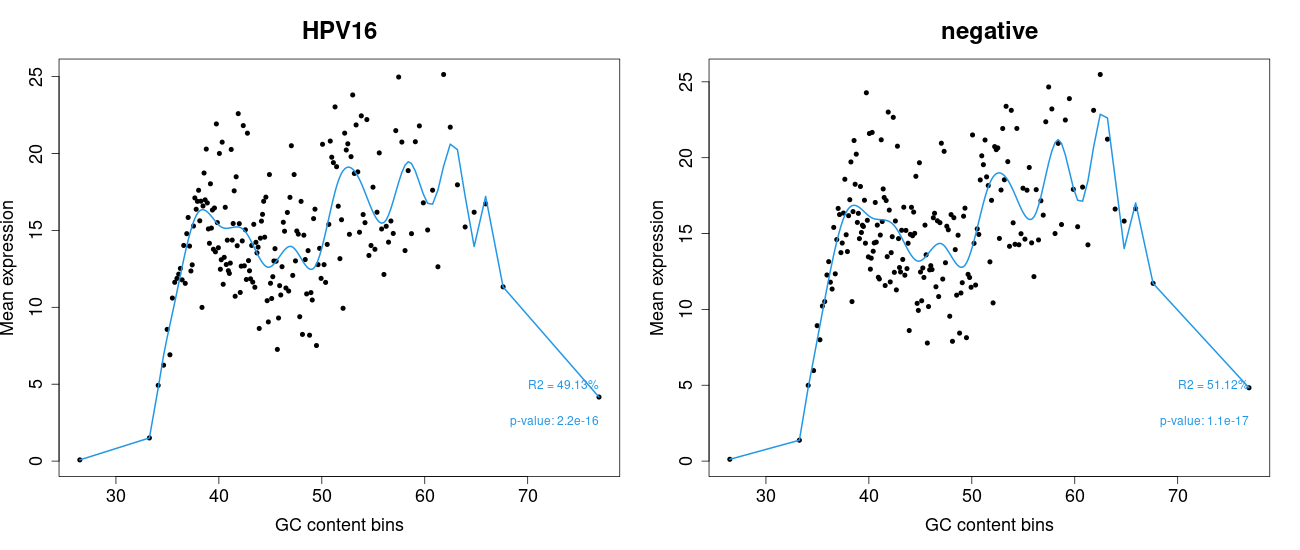 HPV16
25
20
15
10
5
0
Mean expression
R2 = 49.13%
p-value: 2.2e-16
30 40 50 60 70
GC content bins
negative
25
20
15
10
5
0
Mean expression
R2 = 51.12%
p-value: 1.1e-17
30 40 50 60 70
GC content bins